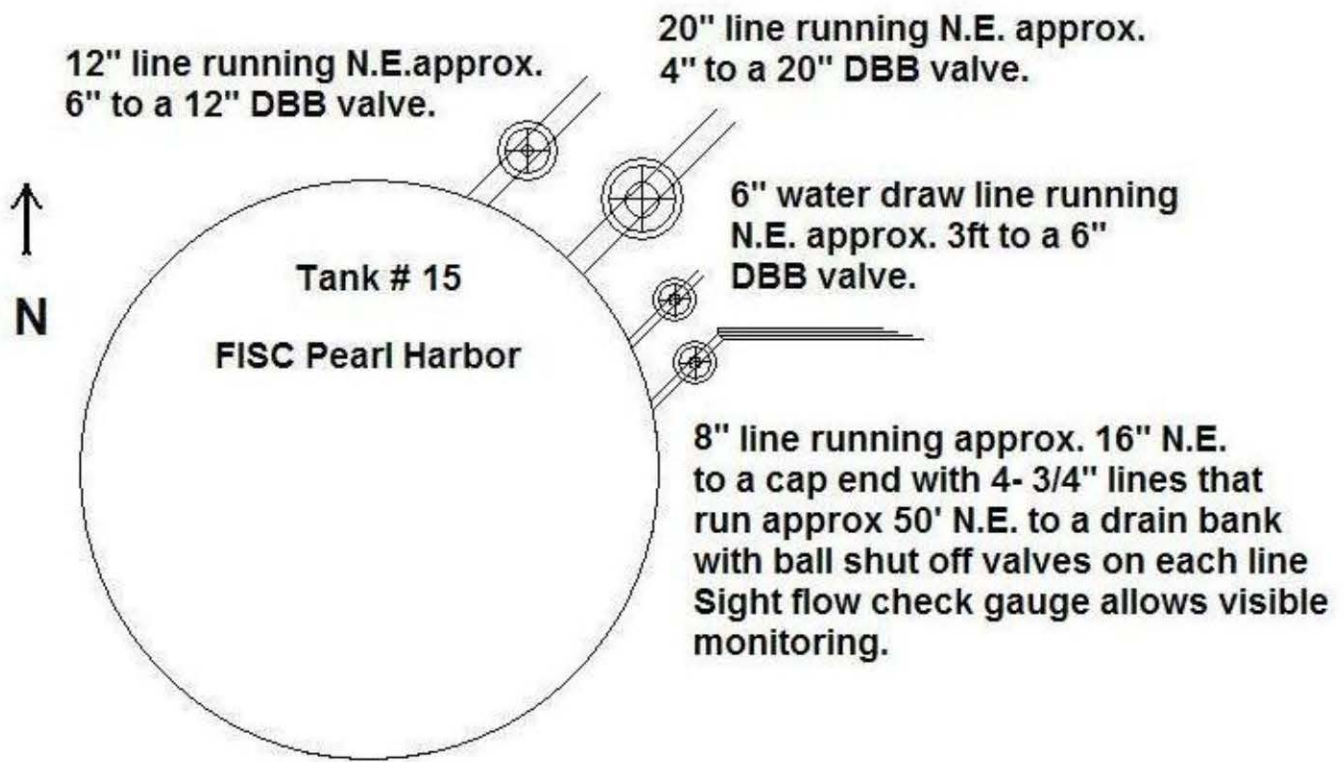 12" line running N.E.approx.
6" to a 12" DBB valve.
20" line running N.E. approx.
4" to a 20" DBB valve.
6" water draw line running
N.E. approx. 3ft to a 6"
DBB valve.
N
Tank # 15
FISC Pearl Harbor
8" line running approx. 16" N.E.
to a cap end with 4- 3/4" lines that
run approx 50' N.E. to a drain bank
with ball shut off valves on each line
Sight flow check gauge allows visible
monitoring.